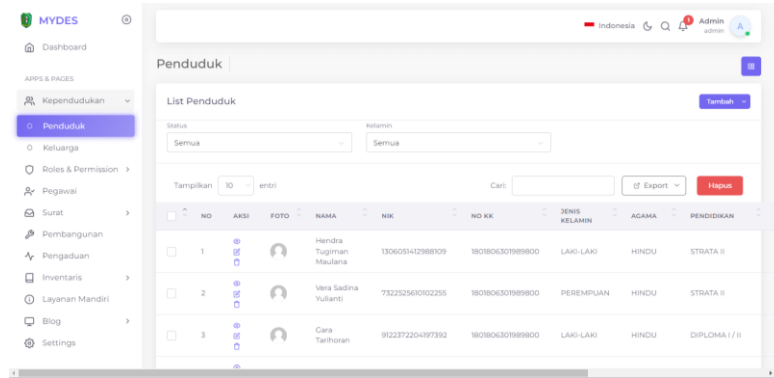 MYDES
Indonesia
1
Admin
admin
A
Dashboard
Penduduk
APPS & PAGES
Kependudukan
List Penduduk
Tambah
Penduduk
Status
Kelamin
Semua
Semua
Keluarga
Roles & Permission
Tampilkan 10 entri
Cari:
Export
Hapus
Pegawai
Surat
NO
AKSI
FOTO
NAMA
NIK
NO KK
JENIS
KELAMIN
AGAMA
PENDIDIKAN
Pembangunan
Pengaduan
1
Hendra
Tugiman
Maulana
1306051412988109
1801806301989800
LAKI-LAKI
HINDU
STRATA II
Inventaris
Layanan Mandiri
2
Vera Sadina
Yulianti
7322525610102255
1801806301989800
PEREMPUAN
HINDU
STRATA II
Blog
Settings
3
Gara
Tarihoran
9122372204197392
1801806301989800
LAKI-LAKI
HINDU
DIPLOMA I / II